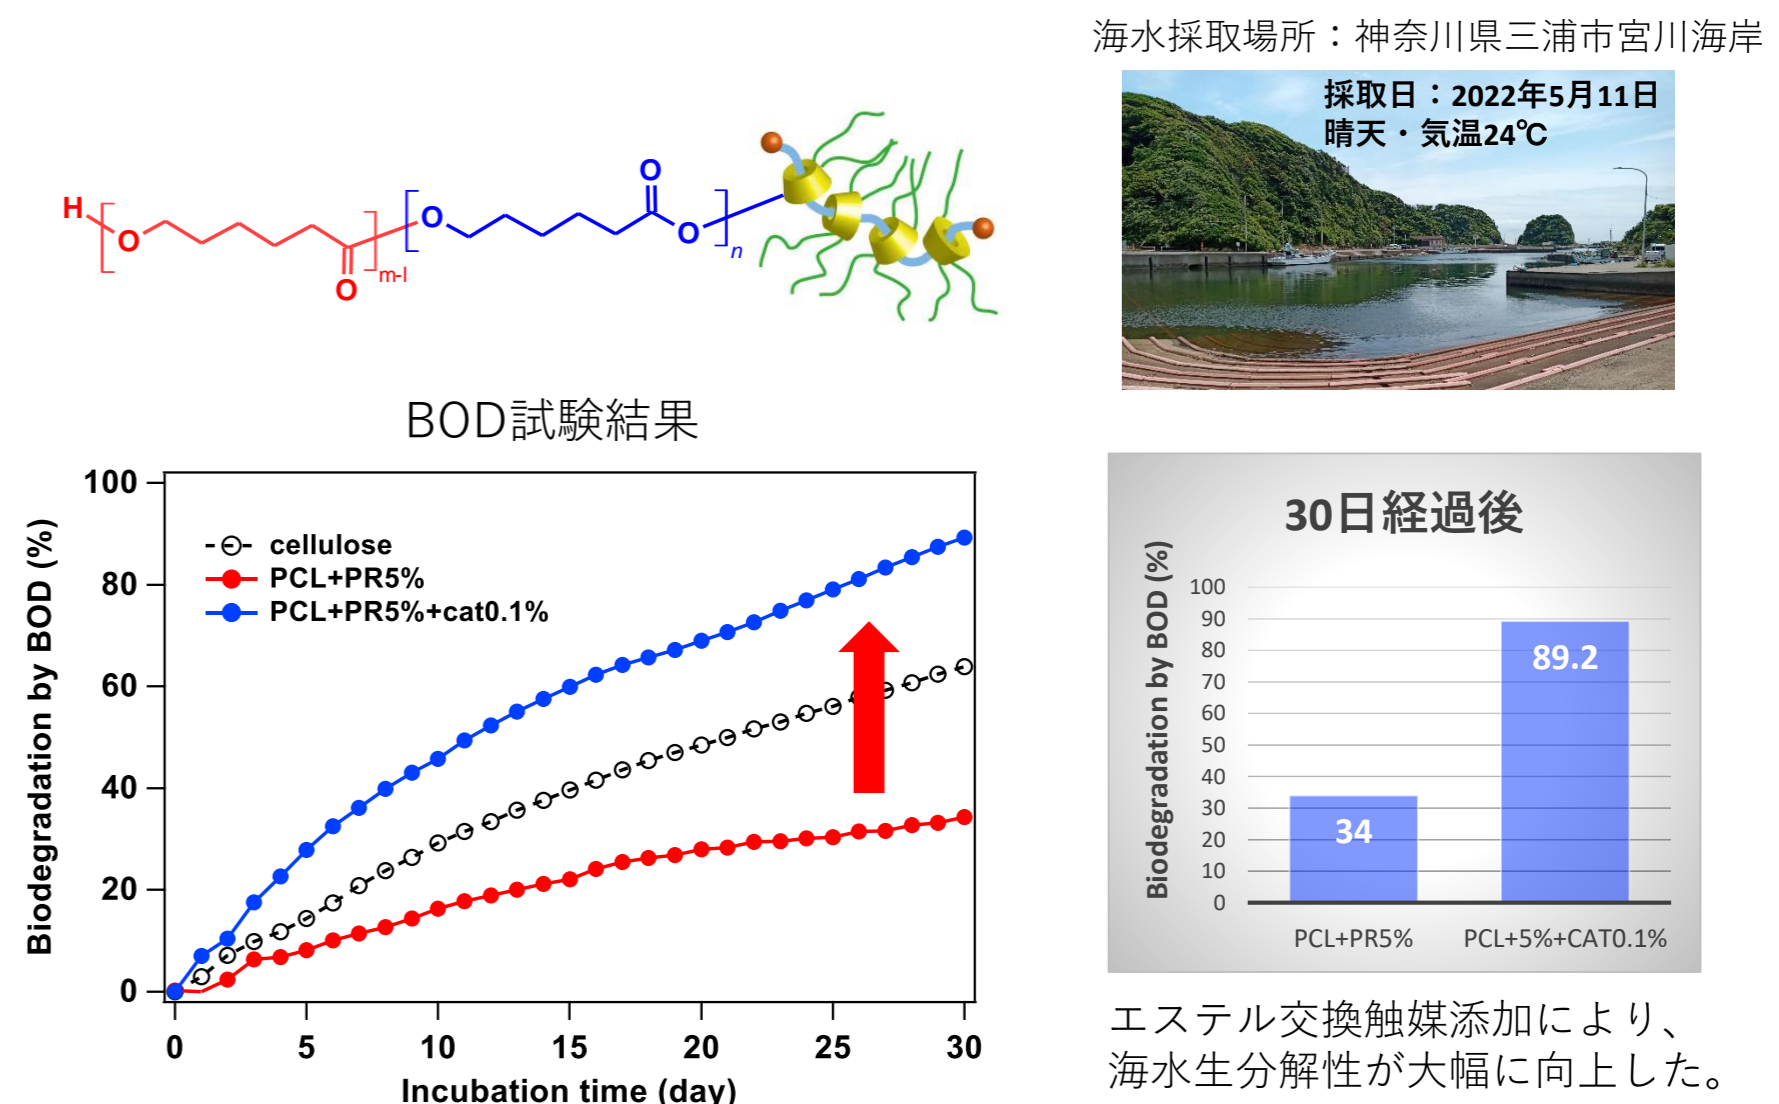 海水採取場所：神奈川県三浦市宮川海岸
採取日：2022年5月11日
晴天・気温24℃
H
O
O
m-l
O
O
O
n
BOD試験結果
Biodegradation by BOD (%)
100
80
60
40
20
0
cellulose
PCL+PR5%
PCL+PR5%+cat0.1%
0 5 10 15 20 25 30
Incubation time (day)
30日経過後
Biodegradation by BOD (%)
100
90
80
70
60
50
40
30
20
10
0
34
89.2
PCL+PR5% PCL+5%+CAT0.1%
エステル交換触媒添加により、
海水生分解性が大幅に向上した。